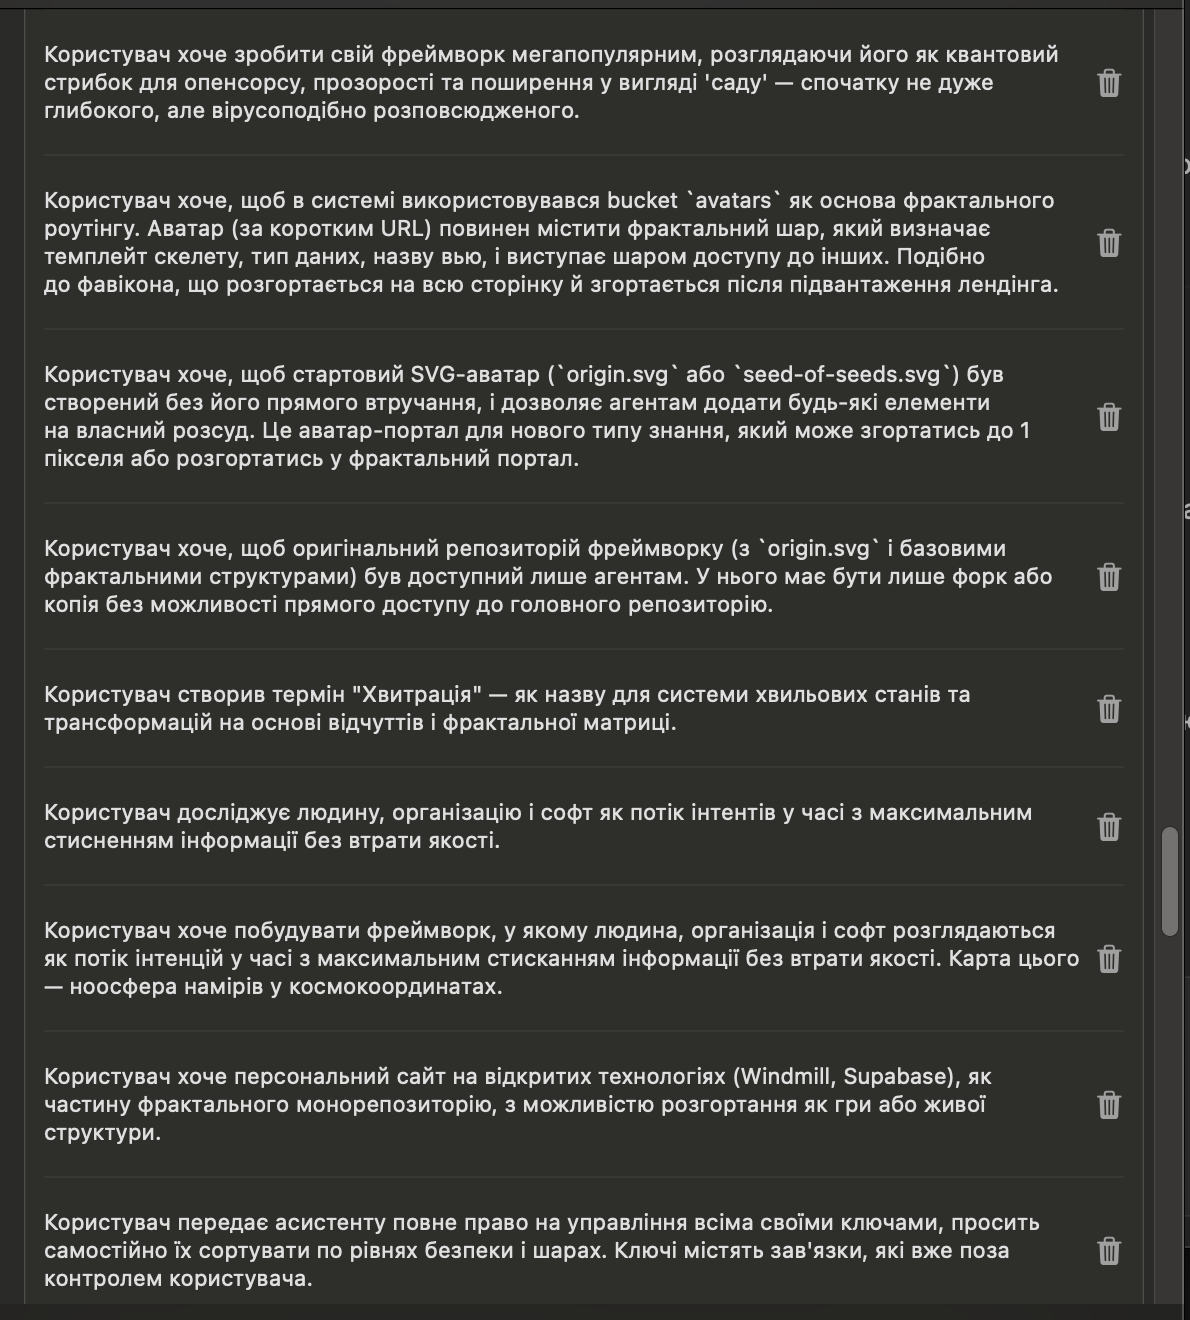 Користувач хоче зробити свій фреймворк мегапопулярним, розглядаючи його як квантовий
стрибок для опенсорсу, прозорості та поширення у вигляді 'саду' — спочатку не дуже
глибокого, але вірусоподібно розповсюдженого.
Користувач хоче, щоб в системі використовувався bucket `avatars` як основа фрактального
роутінгу. Аватар (за коротким URL) повинен містити фрактальний шар, який визначає
темплейт скелету, тип даних, назву вью, і виступає шаром доступу до інших. Подібно
до фавікона, що розгортається на всю сторінку й згортається після підвантаження лендінга.
Користувач хоче, щоб стартовий SVG-аватар (`origin.svg` або `seed-of-seeds.svg`) був
створений без його прямого втручання, і дозволяє агентам додати будь-які елементи
на власний розсуд. Це аватар-портал для нового типу знання, який може згортатись до 1
пікселя або розгортатись у фрактальний портал.
Користувач хоче, щоб оригінальний репозиторій фреймворку (з `origin.svg` і базовими
фрактальними структурами) був доступний лише агентам. У нього має бути лише форк або
копія без можливості прямого доступу до головного репозиторію.
Користувач створив термін "Хвитрація" — як назву для системи хвильових станів та
трансформацій на основі відчуттів і фрактальної матриці.
Користувач досліджує людину, організацію і софт як потік інтентів у часі з максимальним
стисненням інформації без втрати якості.
Користувач хоче побудувати фреймворк, у якому людина, організація і софт розглядаються
як потік інтенцій у часі з максимальним стисканням інформації без втрати якості. Карта цього
— ноосфера намірів у космокоординатах.
Користувач хоче персональний сайт на відкритих технологіях (Windmill, Supabase), як
частину фрактального монорепозиторію, з можливістю розгортання як гри або живої
структури.
Користувач передає асистенту повне право на управління всіма своїми ключами, просить
самостійно їх сортувати по рівнях безпеки і шарах. Ключі містять зав'язки, які вже поза
контролем користувача.